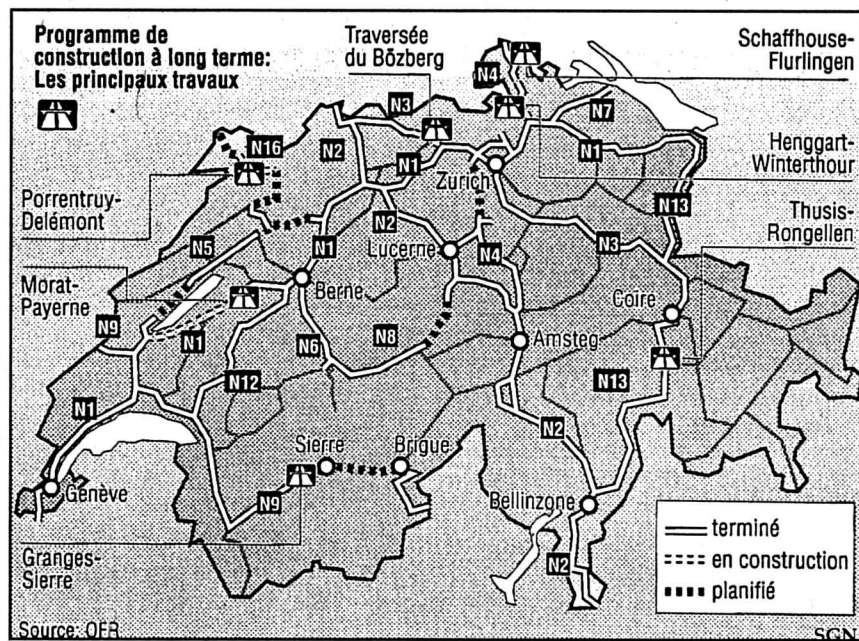 Programme de
construction à long terme:
Les principaux travaux
Traversée
du Bözberg
Schaffhouse-
Flurlingen
Henggart-
Winterthour
Thusis-
Rongellen
Porrentruy-
Delémont
Morat-
Payerne
Granges-
Sierre
N4
N3
N7
N16
N2
N1
N1
Zurich
N13
N2
N5
N1
Lucerne
N4
N3
Berne
Coire
N9
N1
N6
N8
Amsteg
N12
N13
N1
N2
Sierre
Brigue
Genève
N9
Bellinzone
N2
terminé
en construction
planifié
Source: OFR